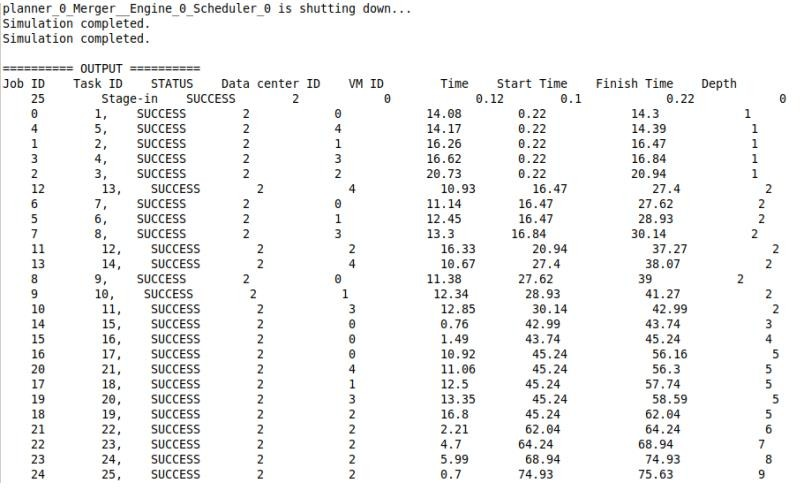 planner_0_Merger__Engine_0_Scheduler_0 is shutting down...
Simulation completed.
Simulation completed.
========== OUTPUT ==========
Job ID Task ID STATUS Data center ID VM ID Time Start Time Finish Time Depth
25 Stage-in SUCCESS 2 0 0.12 0.1 0.22 0
0 1, SUCCESS 2 0 14.08 0.22 14.3 1
4 5, SUCCESS 2 4 14.17 0.22 14.39 1
1 2, SUCCESS 2 1 16.26 0.22 16.47 1
3 4, SUCCESS 2 3 16.62 0.22 16.84 1
2 3, SUCCESS 2 2 20.73 0.22 20.94 1
12 13, SUCCESS 2 4 10.93 16.47 27.4 2
6 7, SUCCESS 2 0 11.14 16.47 27.62 2
5 6, SUCCESS 2 1 12.45 16.47 28.93 2
7 8, SUCCESS 2 3 13.3 16.84 30.14 2
11 12, SUCCESS 2 2 16.33 20.94 37.27 2
13 14, SUCCESS 2 4 10.67 27.4 38.07 2
8 9, SUCCESS 2 0 11.38 27.62 39 2
9 10, SUCCESS 2 1 12.34 28.93 41.27 2
10 11, SUCCESS 2 3 12.85 30.14 42.99 2
14 15, SUCCESS 2 0 0.76 42.99 43.74 3
15 16, SUCCESS 2 0 1.49 43.74 45.24 4
16 17, SUCCESS 2 0 10.92 45.24 56.16 5
20 21, SUCCESS 2 4 11.06 45.24 56.3 5
17 18, SUCCESS 2 1 12.5 45.24 57.74 5
19 20, SUCCESS 2 3 13.35 45.24 58.59 5
18 19, SUCCESS 2 2 16.8 45.24 62.04 5
21 22, SUCCESS 2 2 2.21 62.04 64.24 6
22 23, SUCCESS 2 2 4.7 64.24 68.94 7
23 24, SUCCESS 2 2 5.99 68.94 74.93 8
24 25, SUCCESS 2 2 0.7 74.93 75.63 9